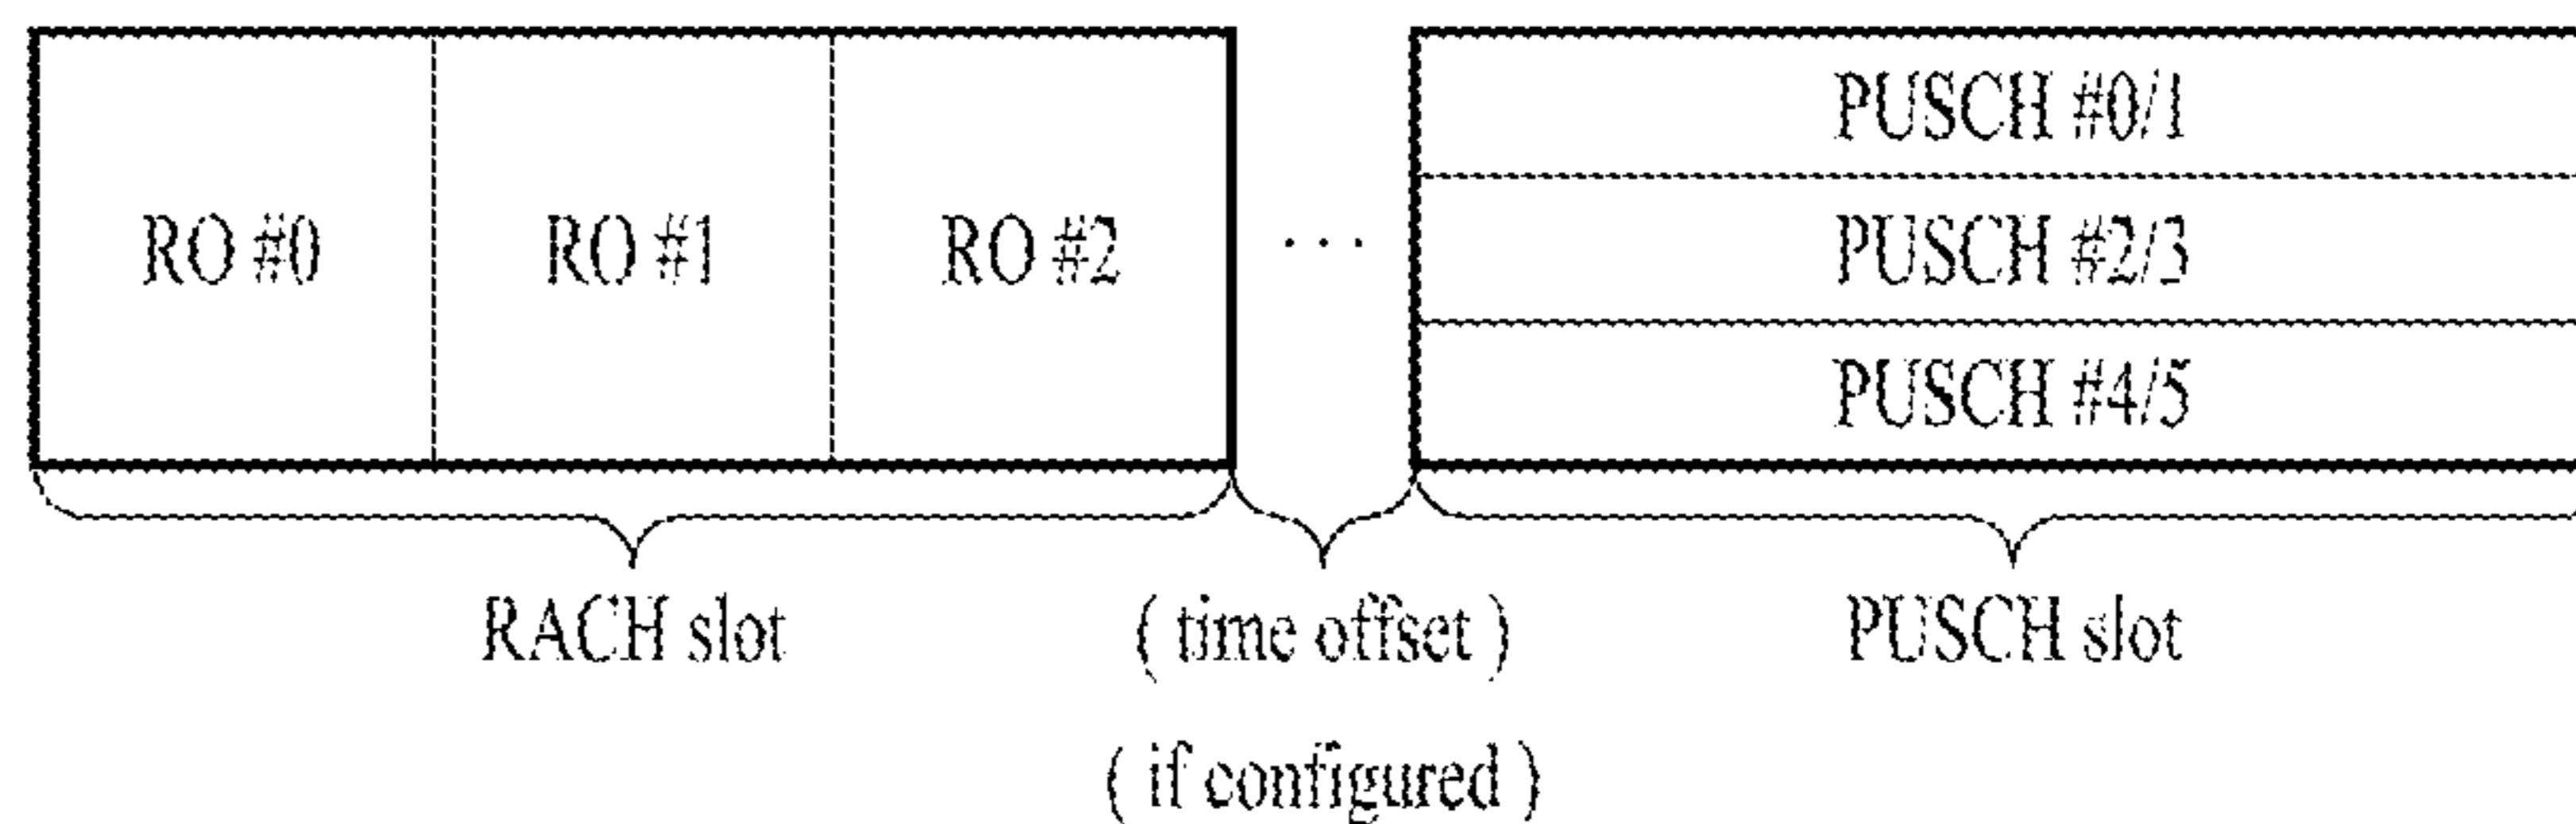 RO #0
RO #1
RO #2
...
PUSCH #0/1
PUSCH #2/3
PUSCH #4/5
RACH slot
( time offset )
( if configured )
PUSCH slot